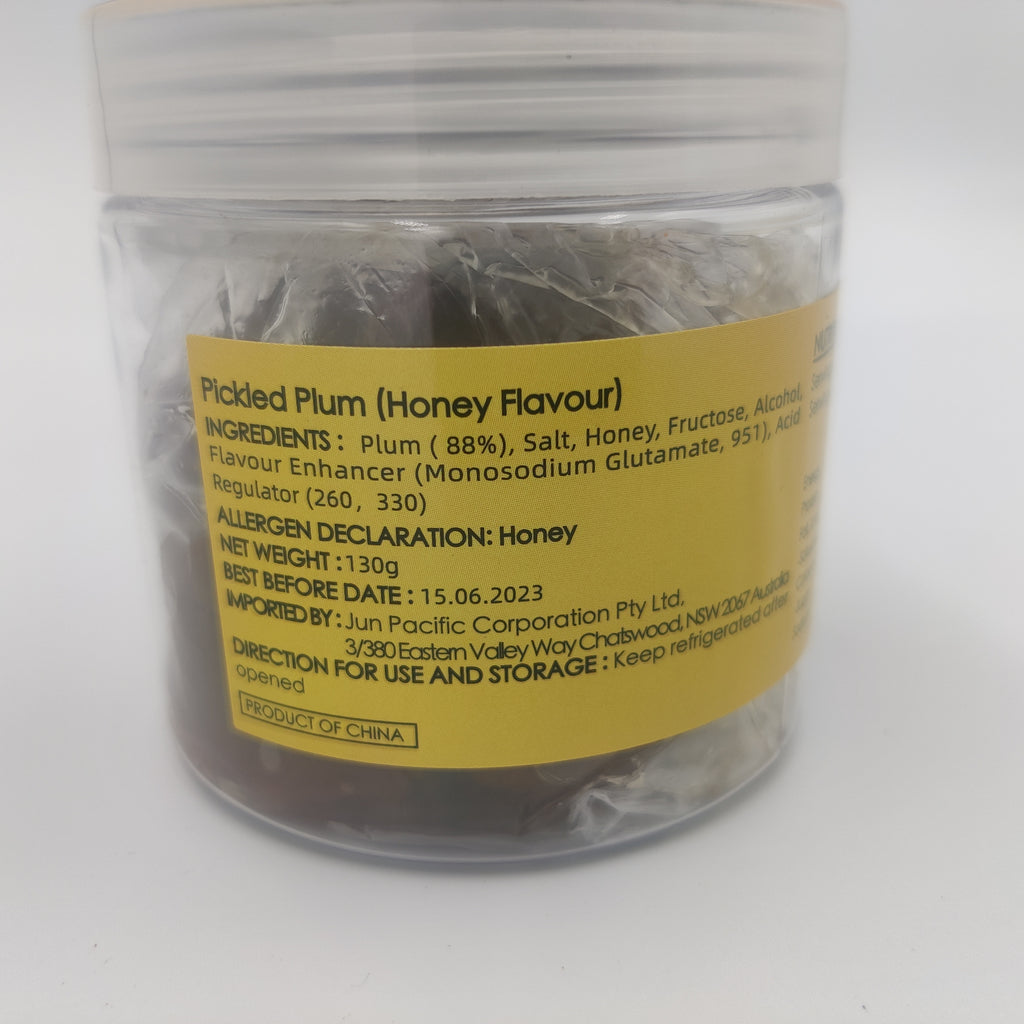 Pickled Plum (Honey Flavour)
INGREDIENTS : Plum ( 88%), Salt, Honey, Fructose, Alcohol,
Flavour Enhancer (Monosodium Glutamate, 951), Acid
Regulator (260, 330)
ALLERGEN DECLARATION: Honey
NET WEIGHT : 130g
BEST BEFORE DATE : 15.06.2023
IMPORTED BY : Jun Pacific Corporation Pty Ltd,
3/380 Eastern Valley Way Chatswood, NSW 2067 Australia
DIRECTION FOR USE AND STORAGE : Keep refrigerated after
opened
PRODUCT OF CHINA